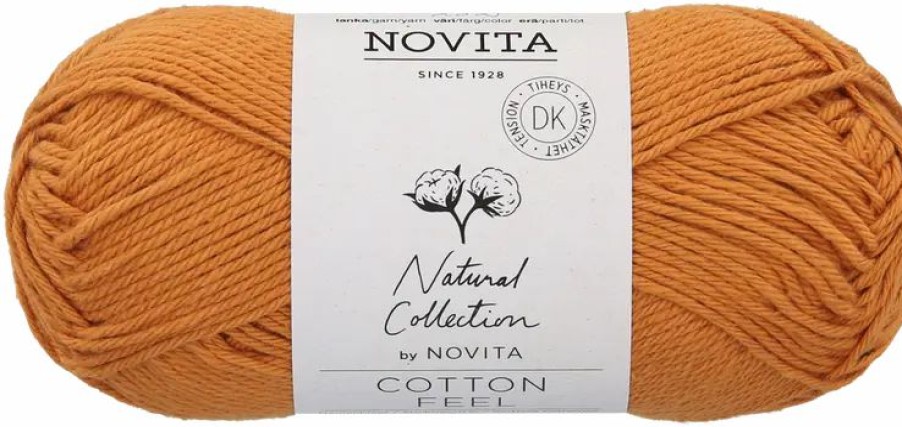 lanka/garn/yarn väri/färg/color erä/parti/lot
NOVITA
SINCE 1928
TIHEYS · MASKTÄTHET · TENSION ·
DK
Natural
Collection
by NOVITA
COTTON
FEEL